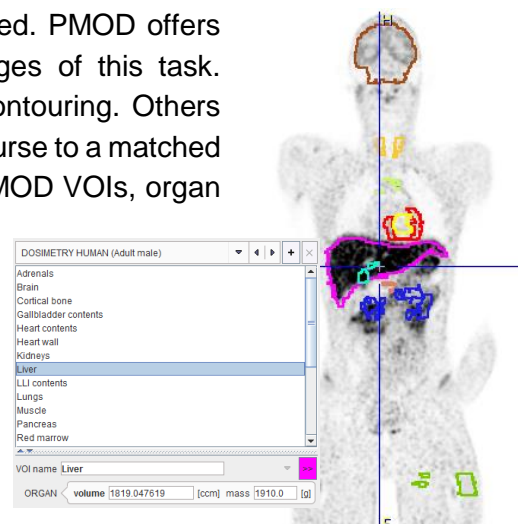 ed. PMOD offers
ges of this task.
ontouring. Others
urse to a matched
MOD VOIs, organ
H
DOSIMETRY HUMAN (Adult male)
Adrenals
Brain
Cortical bone
Gallbladder contents
Heart contents
Heart wall
Kidneys
Liver
LLI contents
Lungs
Muscle
Pancreas
Red marrow
VOI name Liver >>
ORGAN volume 1819.047619 [ccm] mass 1910.0 [g]
F